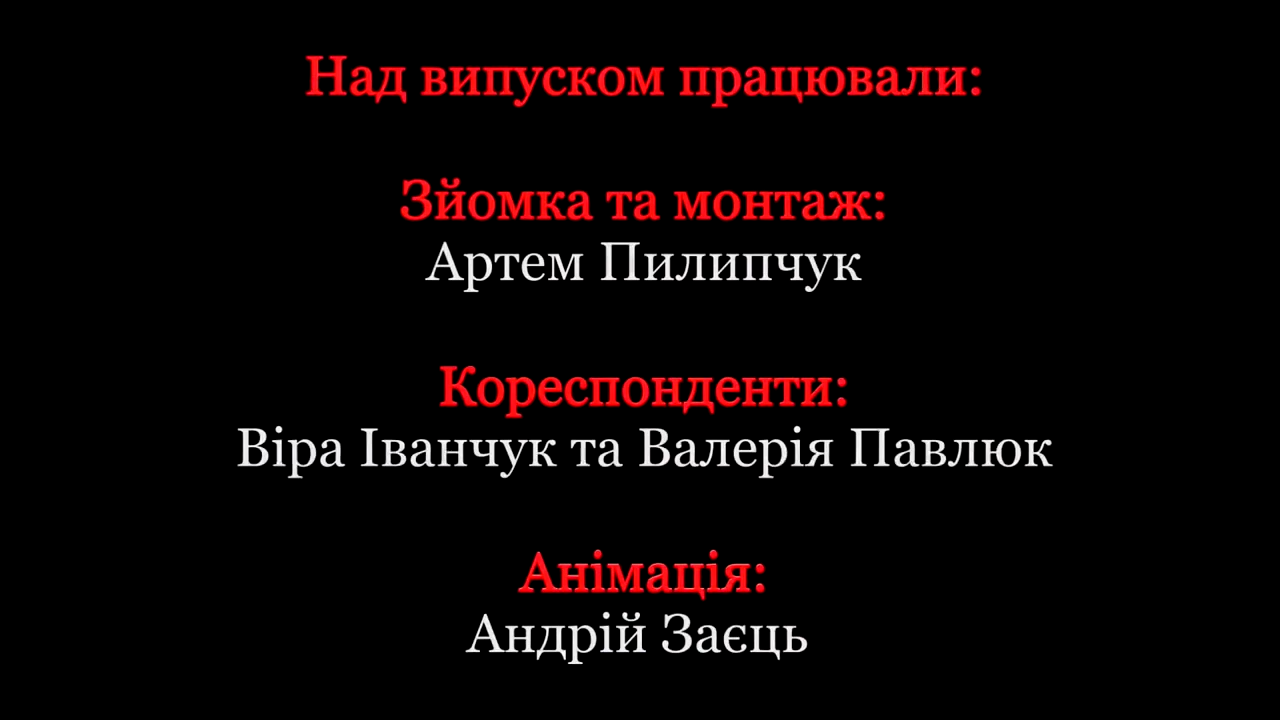 Над випуском працювали:
Зйомка та монтаж:
Артем Пилипчук
Кореспонденти:
Віра Іванчук та Валерія Павлюк
Анімація:
Андрій Заєць